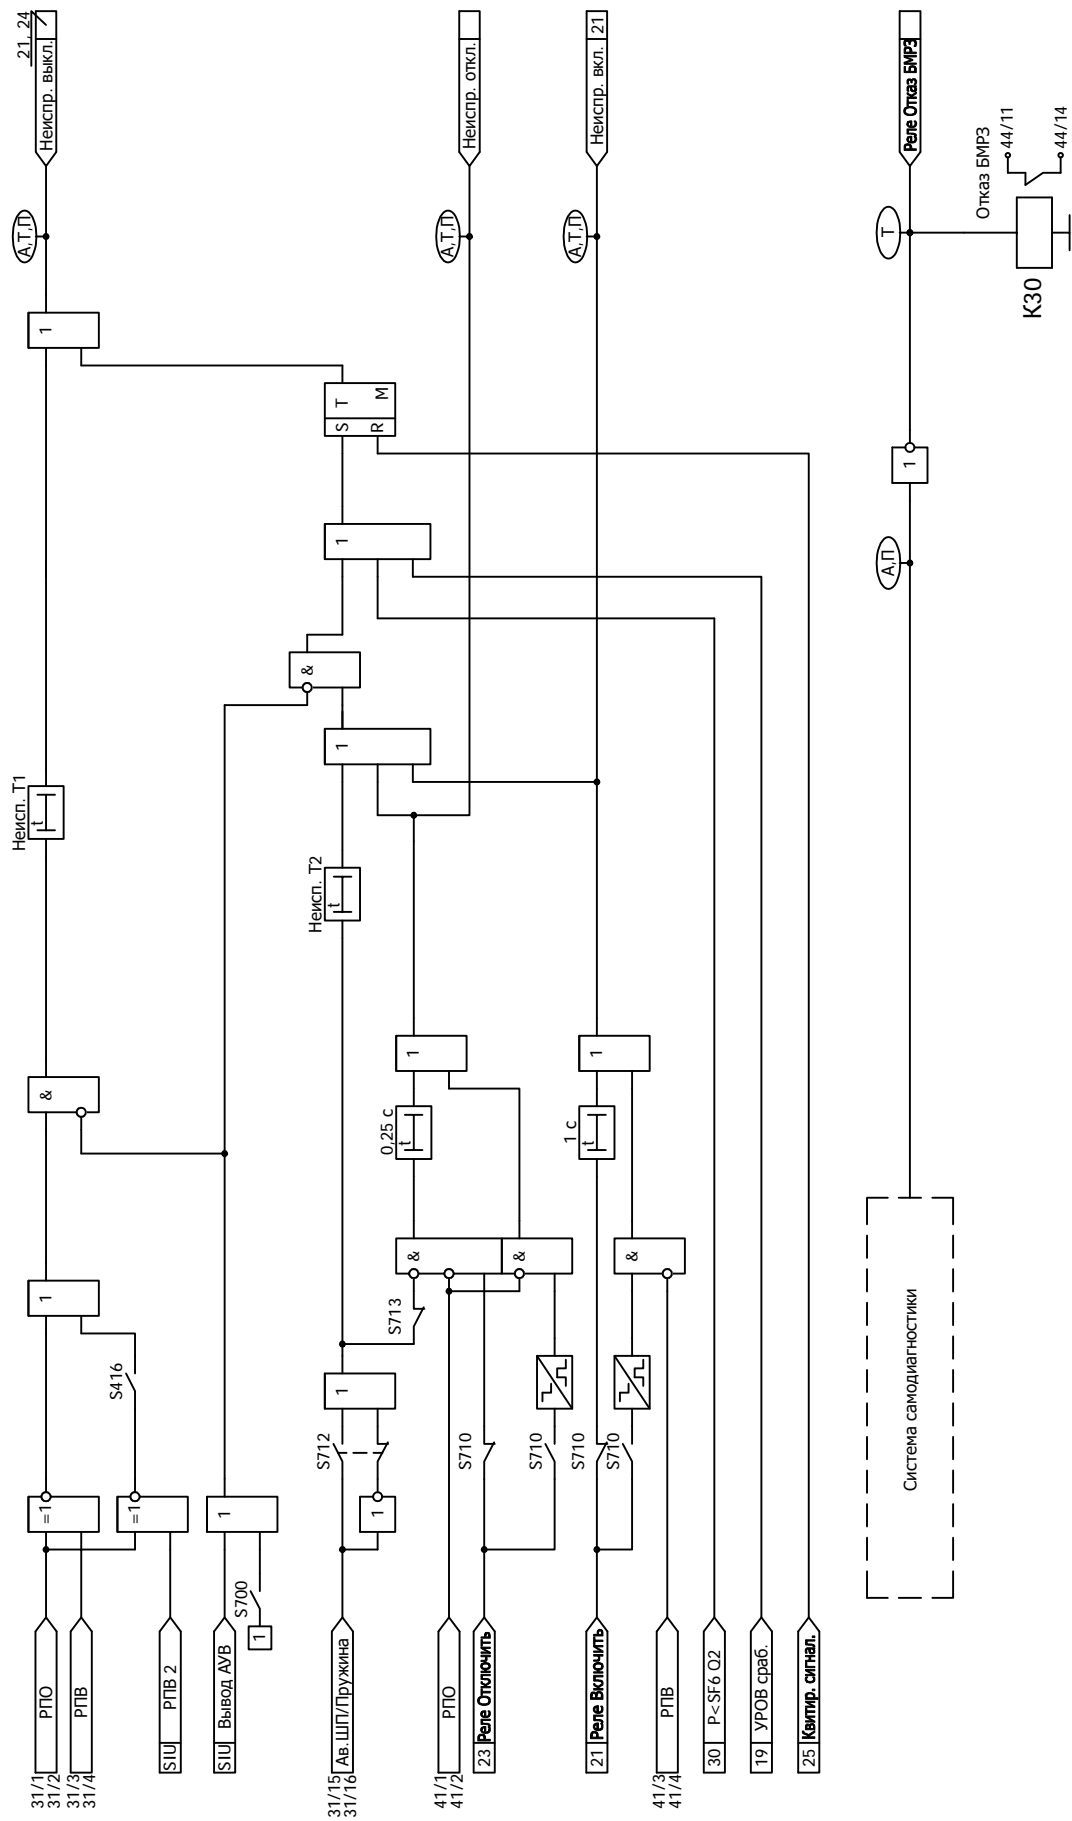 21, 24
Неиспр. выкл.
Неиспр. откл.
21
Неиспр. вкл.
Реле Отказ БМРЗ
А,Т,П
А,Т,П
А,Т,П
Т
Отказ БМРЗ
44/11
44/14
К30
1
S
T
R
M
1
1
А,П
&
1
Неисп. Т1
t
Неисп. Т2
t
&
1
1
0,25 с
t
1 с
t
1
&
&
&
S713
S416
1
S712
S710
S710
S710
S710
Система самодиагностики
=1
=1
1
1
S700
1
РПО
31/1
31/2
РПВ
31/3
31/4
SIU
РПВ 2
SIU
Вывод АУВ
Ав.ШП/Пружина
31/15
31/16
РПО
41/1
41/2
23
Реле Отключить
21
Реле Включить
РПВ
41/3
41/4
30
P<SF6 Q2
19
УРОВ сраб.
25
Квитир. сигнал.